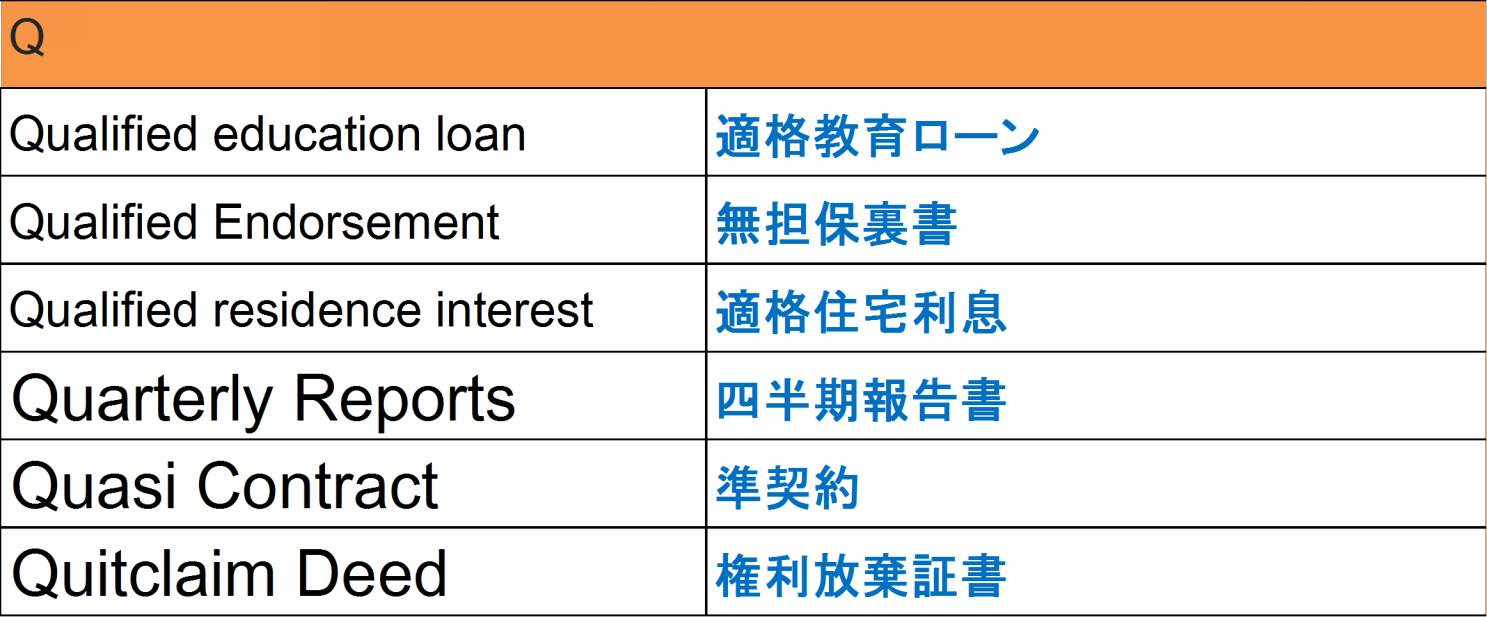 Q
Qualified education loan 適格教育ローン
Qualified Endorsement 無担保裏書
Qualified residence interest 適格住宅利息
Quarterly Reports 四半期報告書
Quasi Contract 準契約
Quitclaim Deed 権利放棄証書